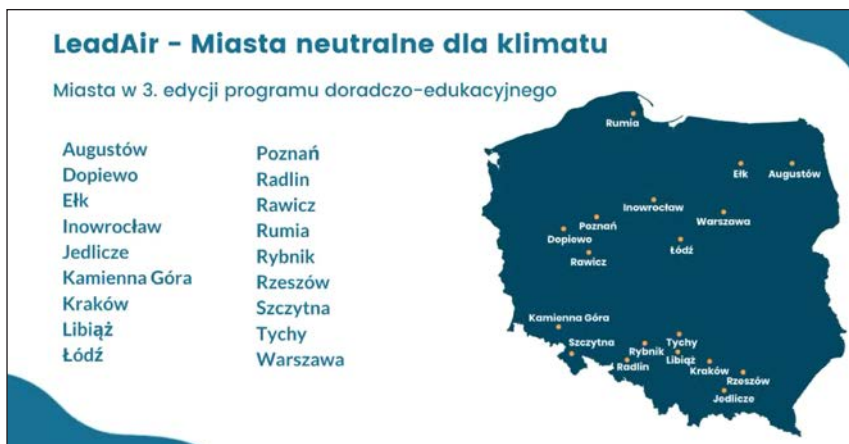 LeadAir - Miasta neutralne dla klimatu
Miasta w 3. edycji programu doradczo-edukacyjnego
Augustów
Dopiewo
Ełk
Inowrocław
Jedlicze
Kamienna Góra
Kraków
Libiąż
Łódź
Poznań
Radlin
Rawicz
Rumia
Rybnik
Rzeszów
Szczytna
Tychy
Warszawa
Rumia
Ełk
Augustów
Inowrocław
Warszawa
Poznań
Dopiewo
Łódź
Rawicz
Kamienna Góra
Szczytna
Tychy
Rybnik
Libiąż
Radlin
Kraków
Rzeszów
Jedlicze